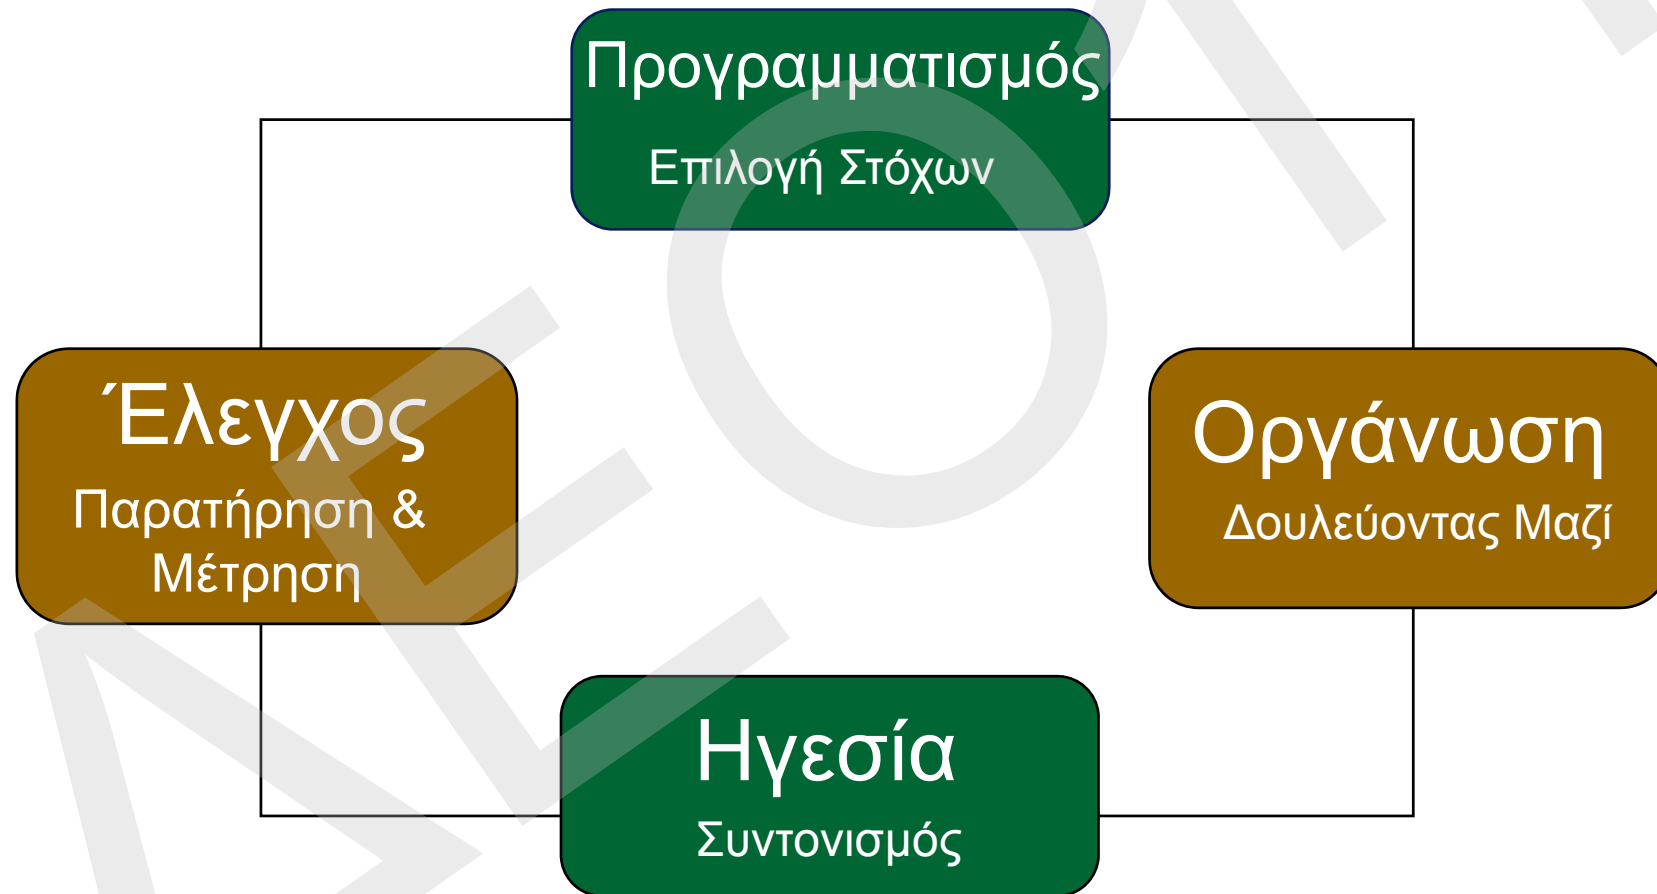 Προγραμματισμός
Επιλογή Στόχων
Έλεγχος
Παρατήρηση &
Μέτρηση
Οργάνωση
Δουλεύοντας Μαζί
Ηγεσία
Συντονισμός